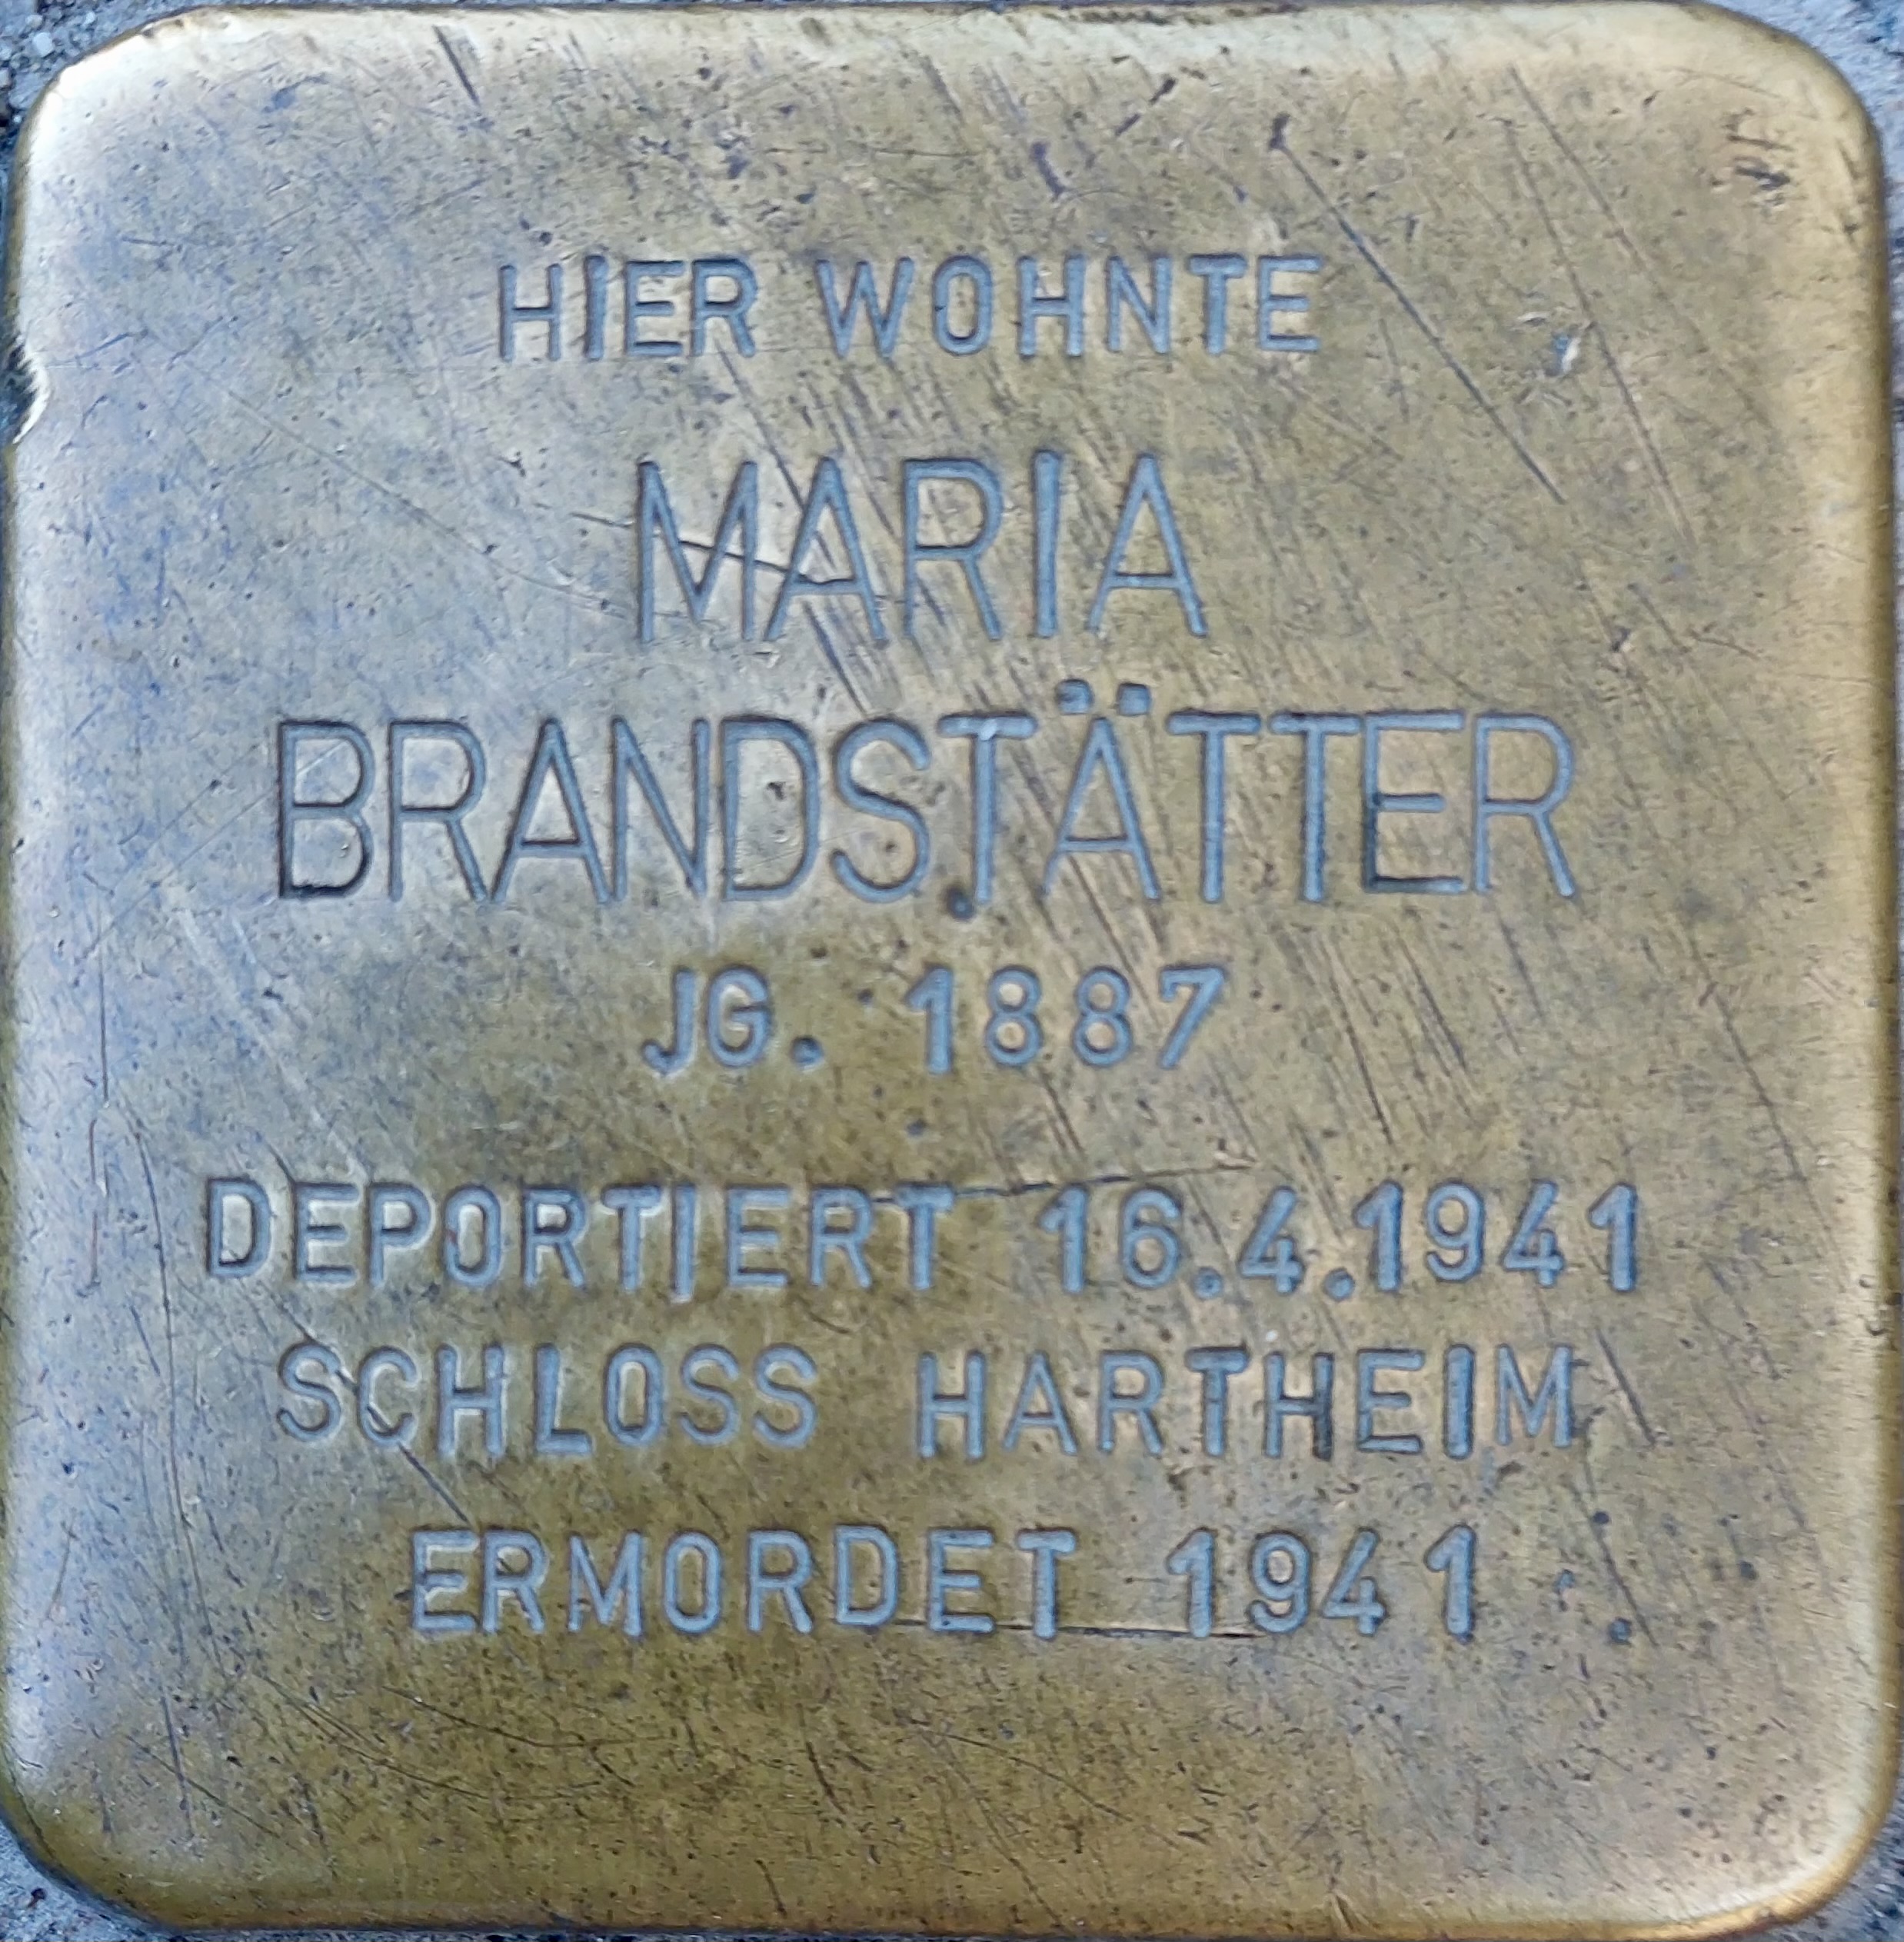 HIER WOHNTE
MARIA
BRANDSTÄTTER
JG. 1887
DEPORTIERT 16.4.1941
SCHLOSS HARTHEIM
ERMORDET 1941